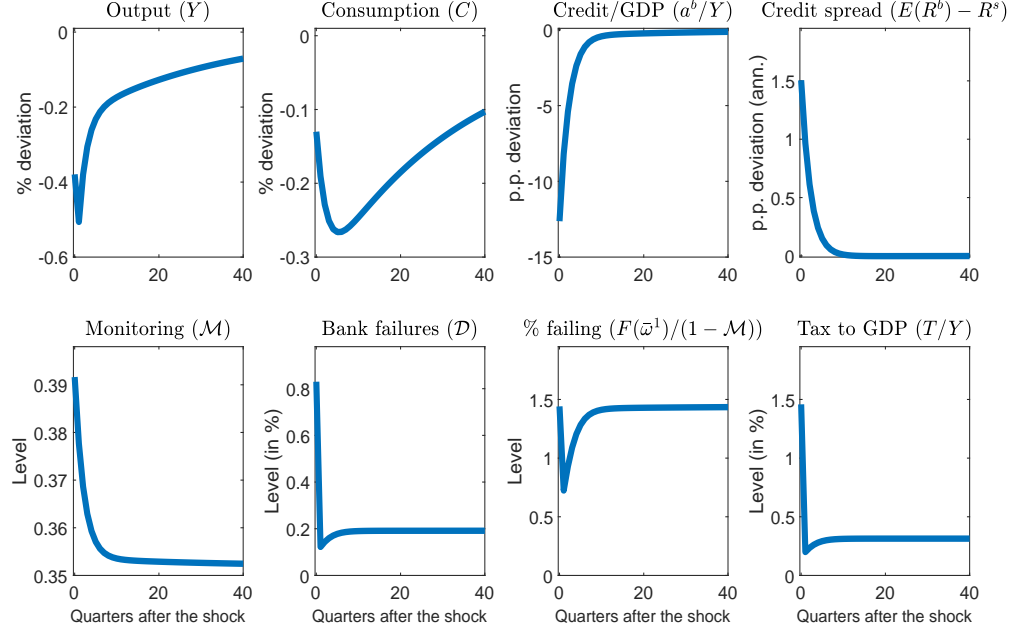 Output (Y)
% deviation
0
-0.2
-0.4
-0.6
0 20 40
Consumption (C)
% deviation
0
-0.1
-0.2
-0.3
0 20 40
Credit/GDP (a^b/Y)
p.p. deviation
0
-5
-10
-15
0 20 40
Credit spread (E(R^b) − R^s)
p.p. deviation (ann.)
1.5
1
0.5
0
0 20 40
Monitoring (ℳ)
Level
0.39
0.38
0.37
0.36
0.35
0 20 40
Quarters after the shock
Bank failures (𝒟)
Level (in %)
0.8
0.6
0.4
0.2
0
0 20 40
Quarters after the shock
% failing (F(ω̄^1)/(1 − ℳ))
Level
1.5
1
0.5
0
0 20 40
Quarters after the shock
Tax to GDP (T/Y)
Level (in %)
1.5
1
0.5
0
0 20 40
Quarters after the shock